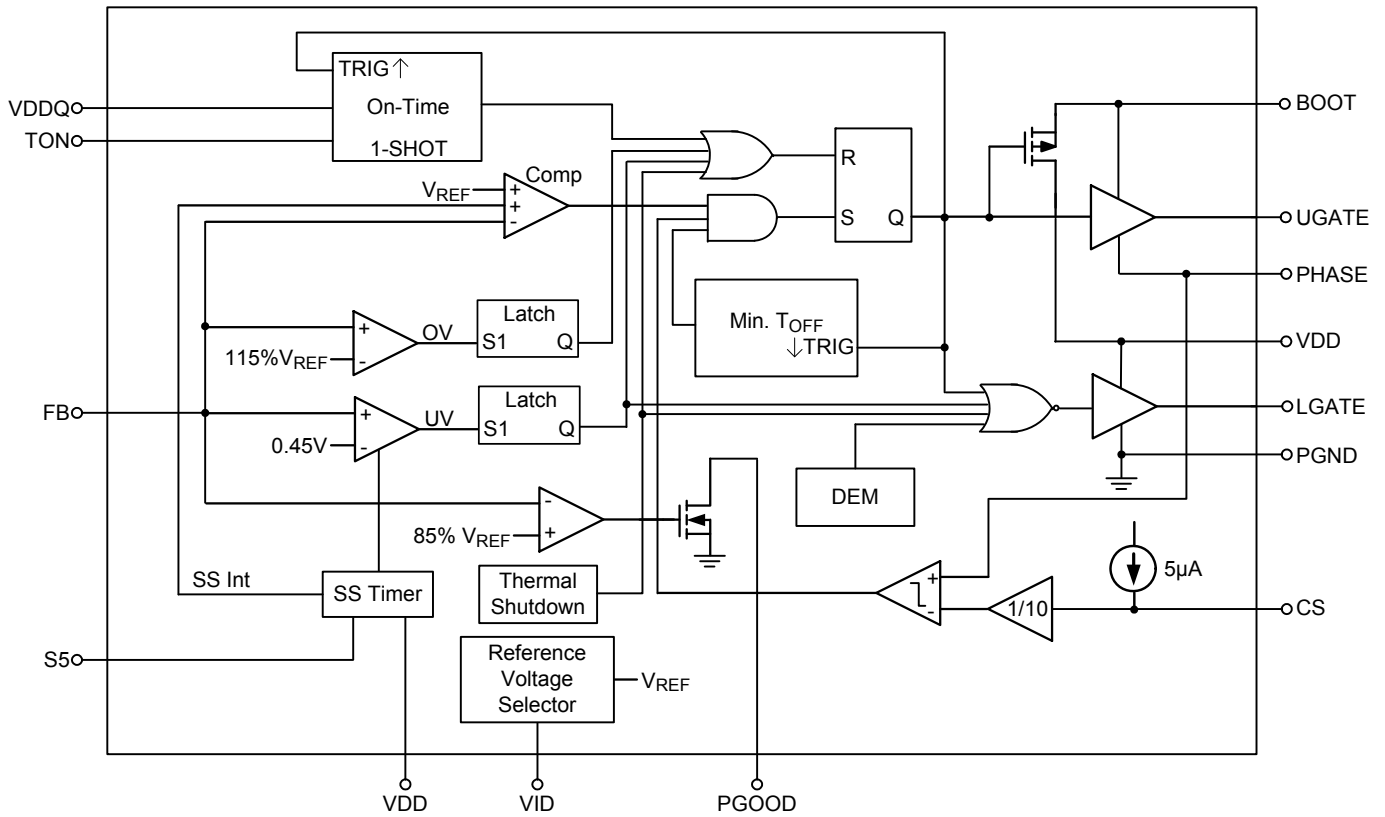 TRIG↑
On-Time
1-SHOT
VDDQ
TON
BOOT
R
S
Q
VREF
+
+
-
Comp
UGATE
PHASE
Min. TOFF
↓TRIG
+
-
OV
115%VREF
Latch
S1
Q
VDD
FB
+
-
UV
0.45V
Latch
S1
Q
LGATE
PGND
DEM
-
+
85% VREF
SS Int
SS Timer
Thermal
Shutdown
+
-
1/10
5µA
CS
S5
Reference
Voltage
Selector
VREF
VDD
VID
PGOOD